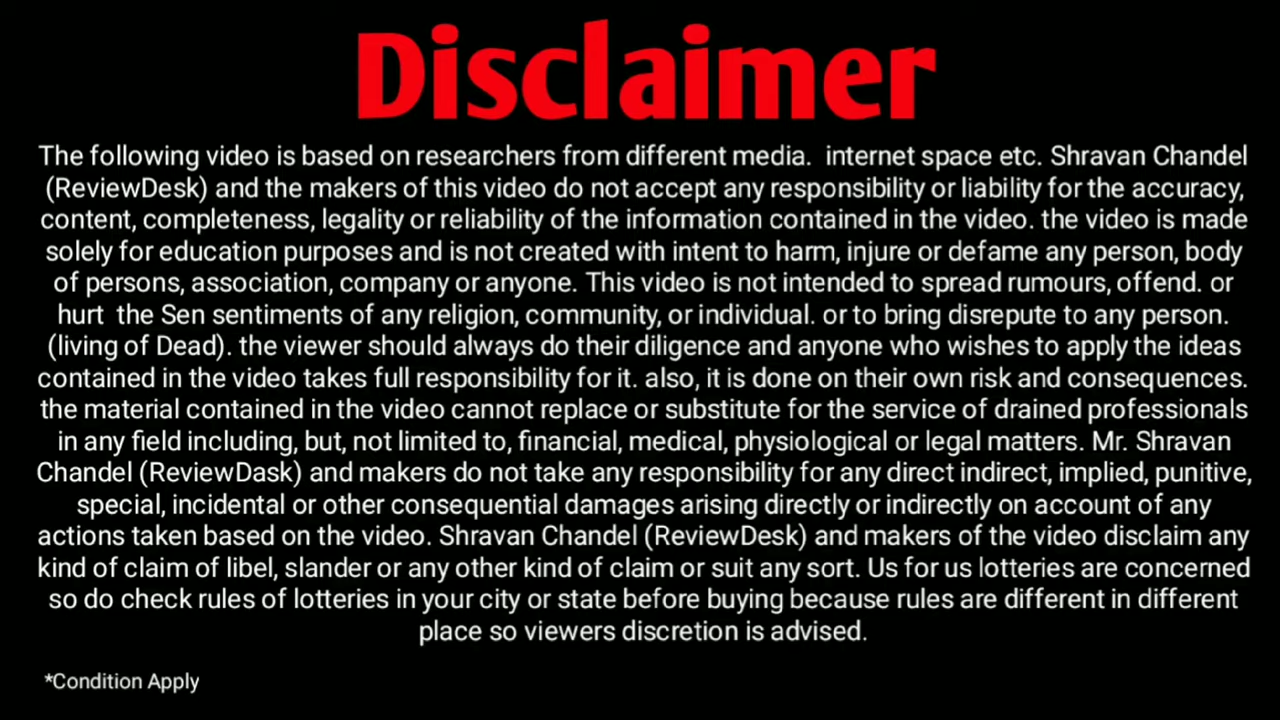 Disclaimer
The following video is based on researchers from different media.  internet space etc. Shravan Chandel
(ReviewDesk) and the makers of this video do not accept any responsibility or liability for the accuracy,
content, completeness, legality or reliability of the information contained in the video. the video is made
solely for education purposes and is not created with intent to harm, injure or defame any person, body
of persons, association, company or anyone. This video is not intended to spread rumours, offend. or
hurt  the Sen sentiments of any religion, community, or individual. or to bring disrepute to any person.
(living of Dead). the viewer should always do their diligence and anyone who wishes to apply the ideas
contained in the video takes full responsibility for it. also, it is done on their own risk and consequences.
the material contained in the video cannot replace or substitute for the service of drained professionals
in any field including, but, not limited to, financial, medical, physiological or legal matters. Mr. Shravan
Chandel (ReviewDask) and makers do not take any responsibility for any direct indirect, implied, punitive,
special, incidental or other consequential damages arising directly or indirectly on account of any
actions taken based on the video. Shravan Chandel (ReviewDesk) and makers of the video disclaim any
kind of claim of libel, slander or any other kind of claim or suit any sort. Us for us lotteries are concerned
so do check rules of lotteries in your city or state before buying because rules are different in different
place so viewers discretion is advised.
*Condition Apply